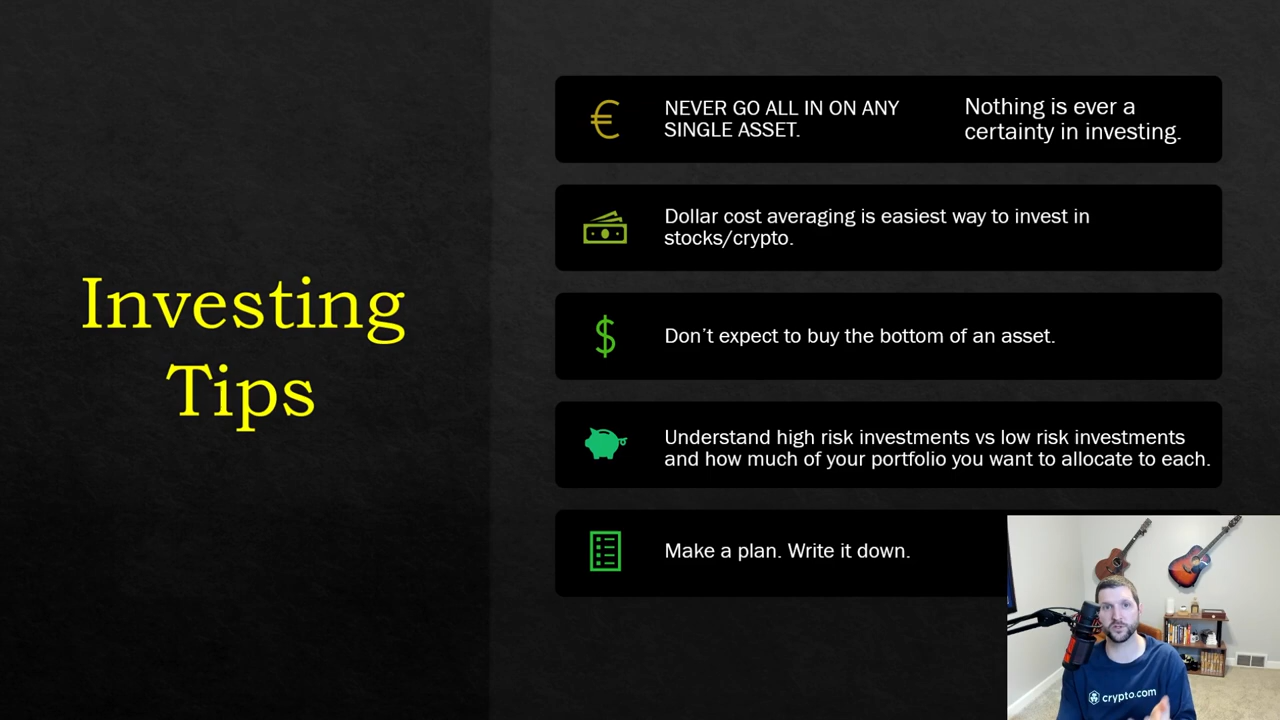 Investing
Tips
NEVER GO ALL IN ON ANY
SINGLE ASSET.
Nothing is ever a
certainty in investing.
Dollar cost averaging is easiest way to invest in
stocks/crypto.
Don’t expect to buy the bottom of an asset.
Understand high risk investments vs low risk investments
and how much of your portfolio you want to allocate to each.
Make a plan. Write it down.
crypto.com